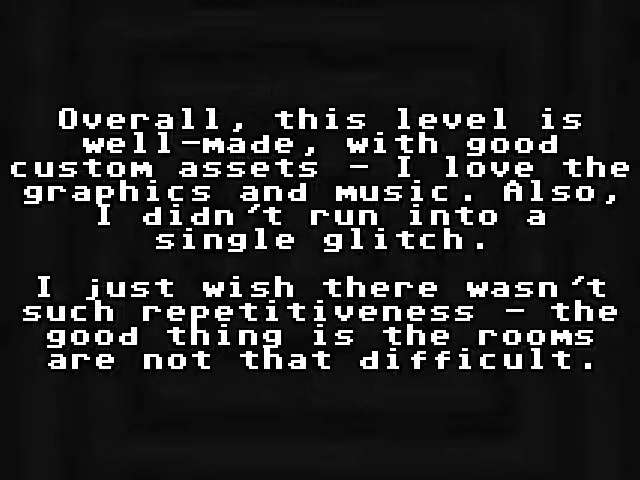 Overall, this level is
well-made, with good
custom assets - I love the
graphics and music. Also,
I didn't run into a
single glitch.
I just wish there wasn't
such repetitiveness - the
good thing is the rooms
are not that difficult.